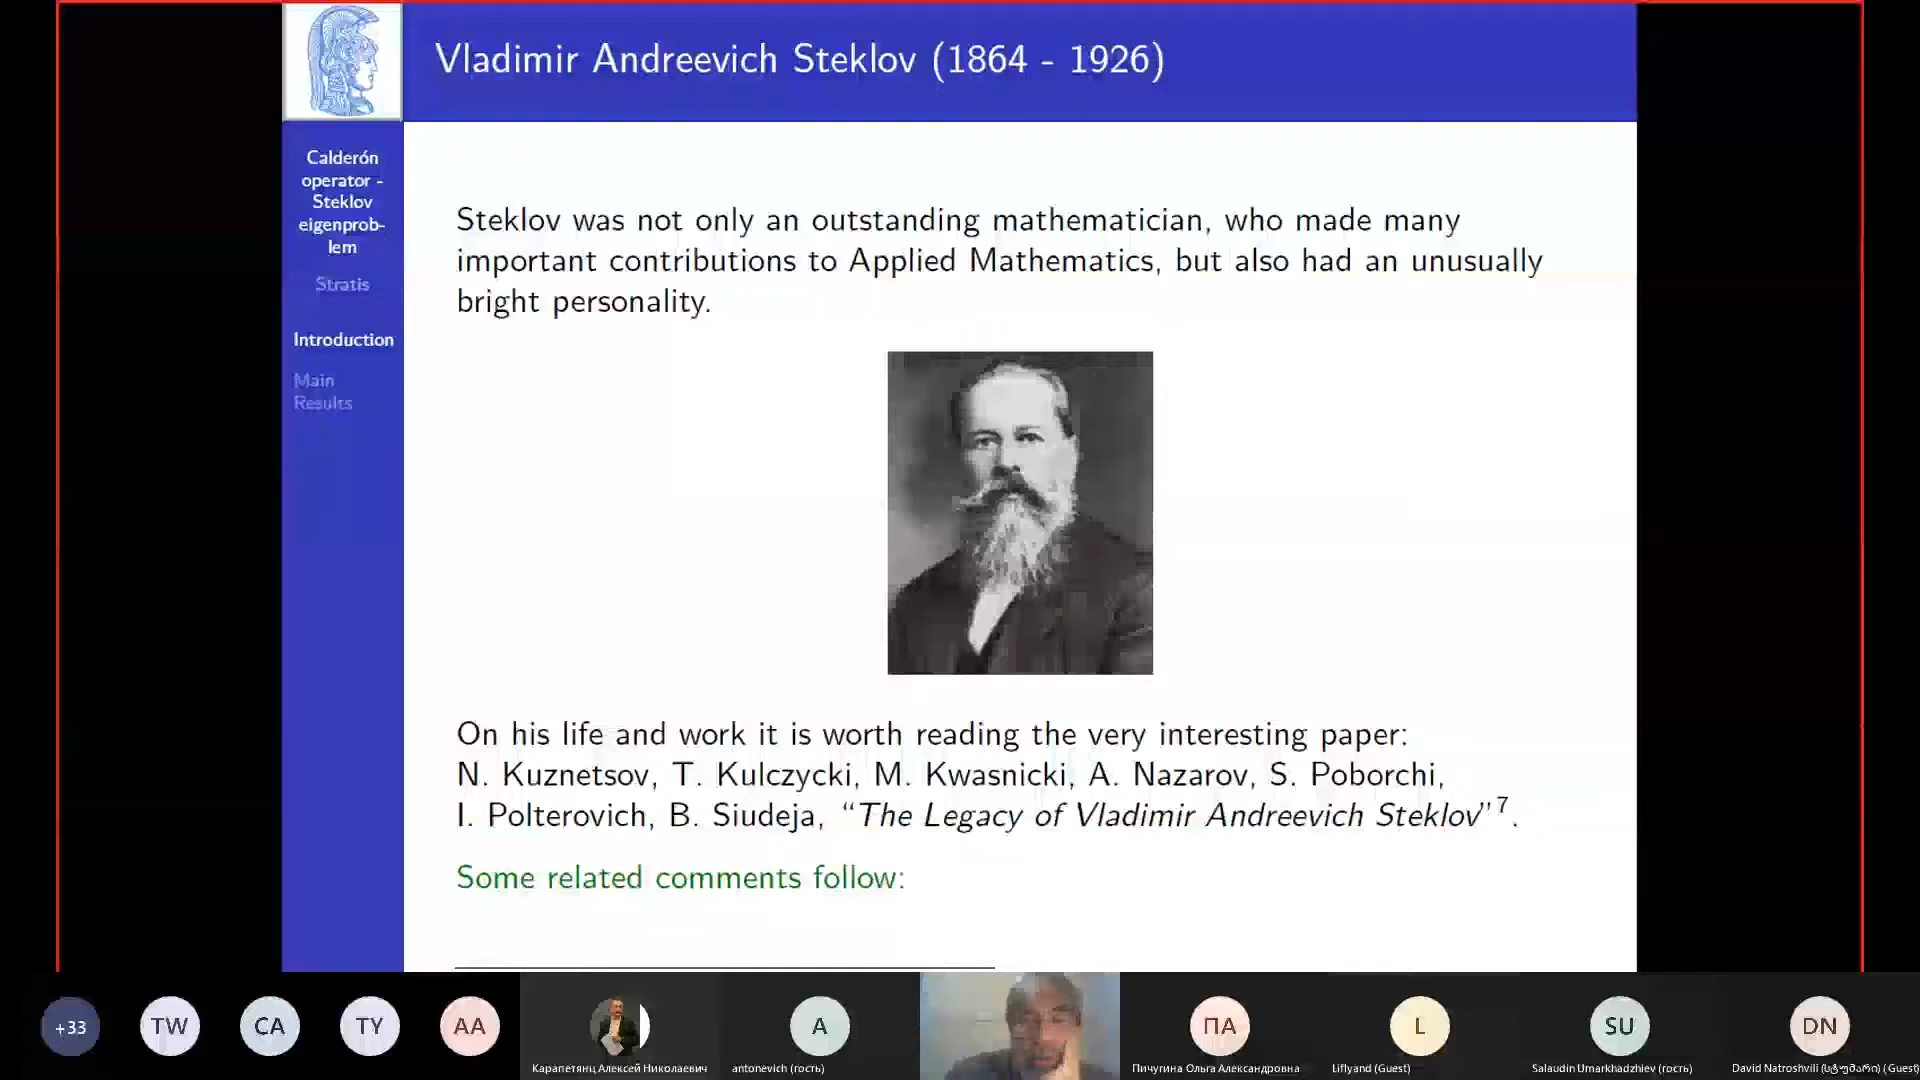 Vladimir Andreevich Steklov (1864 - 1926)
Calderón
operator -
Steklov
eigenprob-
lem
Stratis
Introduction
Main
Results
Steklov was not only an outstanding mathematician, who made many
important contributions to Applied Mathematics, but also had an unusually
bright personality.
On his life and work it is worth reading the very interesting paper:
N. Kuznetsov, T. Kulczycki, M. Kwasnicki, A. Nazarov, S. Poborchi,
I. Polterovich, B. Siudeja, “The Legacy of Vladimir Andreevich Steklov”⁷.
Some related comments follow:
+33
TW
CA
TY
AA
A
ПА
L
SU
DN
Карапетянц Алексей Николаевич
antonevich (гость)
Пичугина Ольга Александровна
Liflyand (Guest)
Salaudin Umarkhadzhiev (гость)
David Natroshvili (სტუმარი) (Guest)